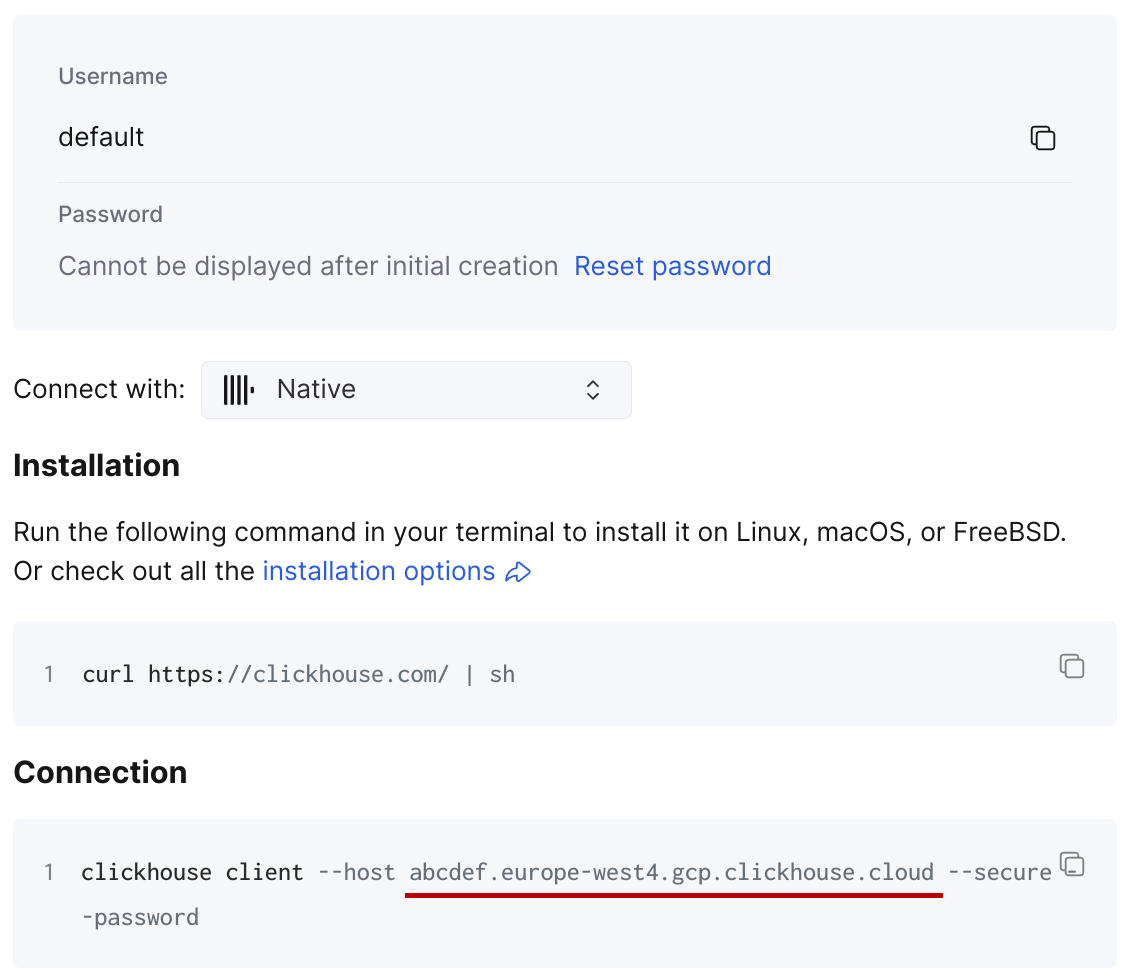 Username
default
Password
Cannot be displayed after initial creation Reset password
Connect with: Native
Installation
Run the following command in your terminal to install it on Linux, macOS, or FreeBSD.
Or check out all the installation options
1 curl https://clickhouse.com/ | sh
Connection
1 clickhouse client --host abcdef.europe-west4.gcp.clickhouse.cloud --secure
-password